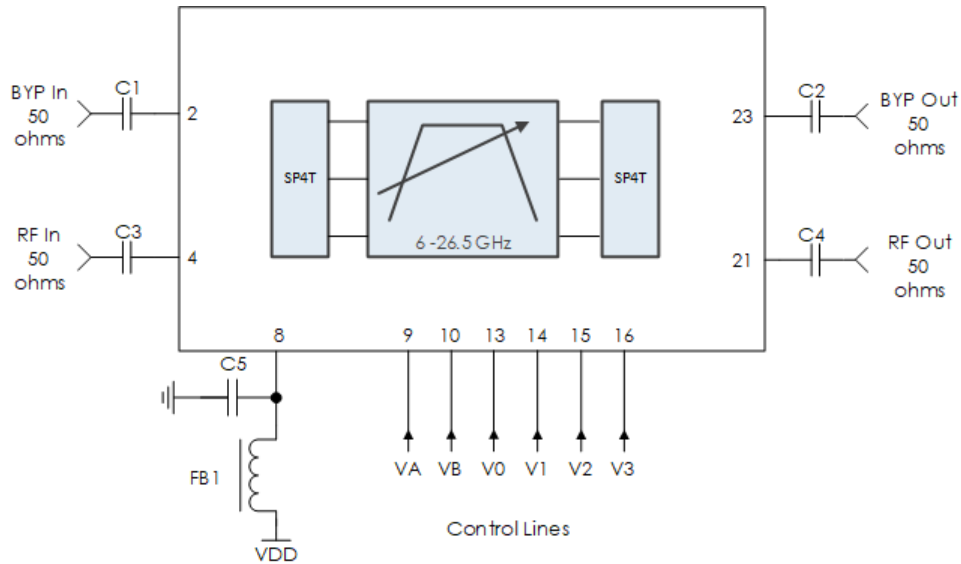 BYP In
50
ohms
C1
2
23
C2
BYP Out
50
ohms
SP4T
SP4T
6 -26.5 GHz
RF In
50
ohms
C3
4
21
C4
RF Out
50
ohms
8
9
10
13
14
15
16
C5
FB1
VDD
VA
VB
V0
V1
V2
V3
Control Lines